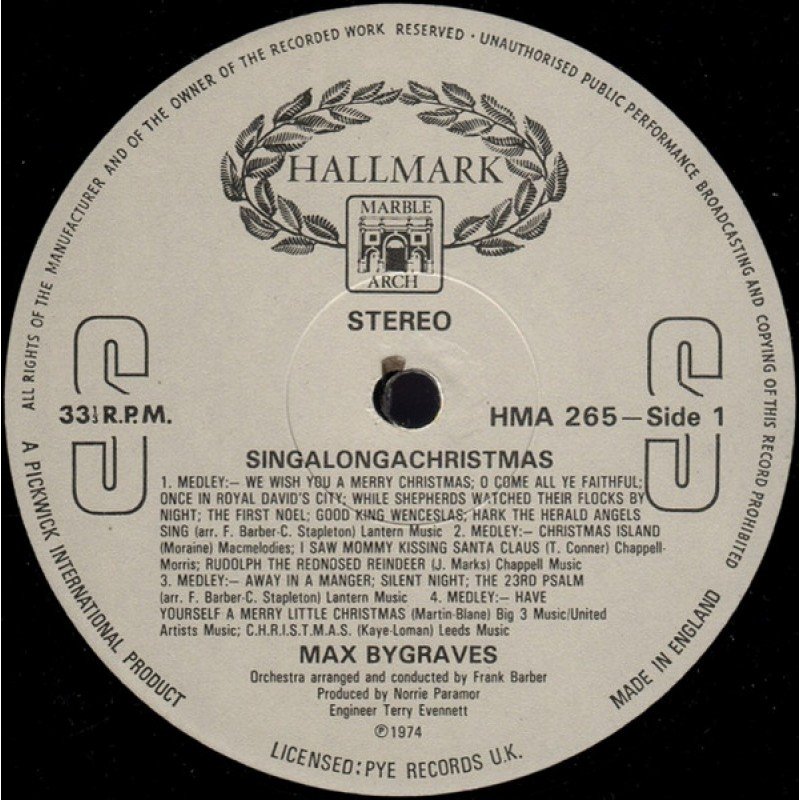 ALL RIGHTS OF THE MANUFACTURER AND OF THE OWNER OF THE RECORDED WORK RESERVED · UNAUTHORISED PUBLIC PERFORMANCE BROADCASTING AND COPYING OF THIS RECORD PROHIBITED
HALLMARK
MARBLE
ARCH
STEREO
S
S
33⅓ R.P.M.
HMA 265—Side 1
SINGALONGACHRISTMAS
1. MEDLEY:— WE WISH YOU A MERRY CHRISTMAS; O COME ALL YE FAITHFUL;
ONCE IN ROYAL DAVID'S CITY; WHILE SHEPHERDS WATCHED THEIR FLOCKS BY
NIGHT; THE FIRST NOEL; GOOD KING WENCESLAS; HARK THE HERALD ANGELS
SING (arr. F. Barber-C. Stapleton) Lantern Music 2. MEDLEY:— CHRISTMAS ISLAND
(Moraine) Macmelodies; I SAW MOMMY KISSING SANTA CLAUS (T. Conner) Chappell-
Morris; RUDOLPH THE REDNOSED REINDEER (J. Marks) Chappell Music
3. MEDLEY:— AWAY IN A MANGER; SILENT NIGHT; THE 23RD PSALM
(arr. F. Barber-C. Stapleton) Lantern Music 4. MEDLEY:— HAVE
YOURSELF A MERRY LITTLE CHRISTMAS (Martin-Blane) Big 3 Music/United
Artists Music; C.H.R.I.S.T.M.A.S. (Kaye-Loman) Leeds Music
MAX BYGRAVES
Orchestra arranged and conducted by Frank Barber
Produced by Norrie Paramor
Engineer Terry Evennett
℗ 1974
A PICKWICK INTERNATIONAL PRODUCT
LICENSED: PYE RECORDS U.K.
MADE IN ENGLAND